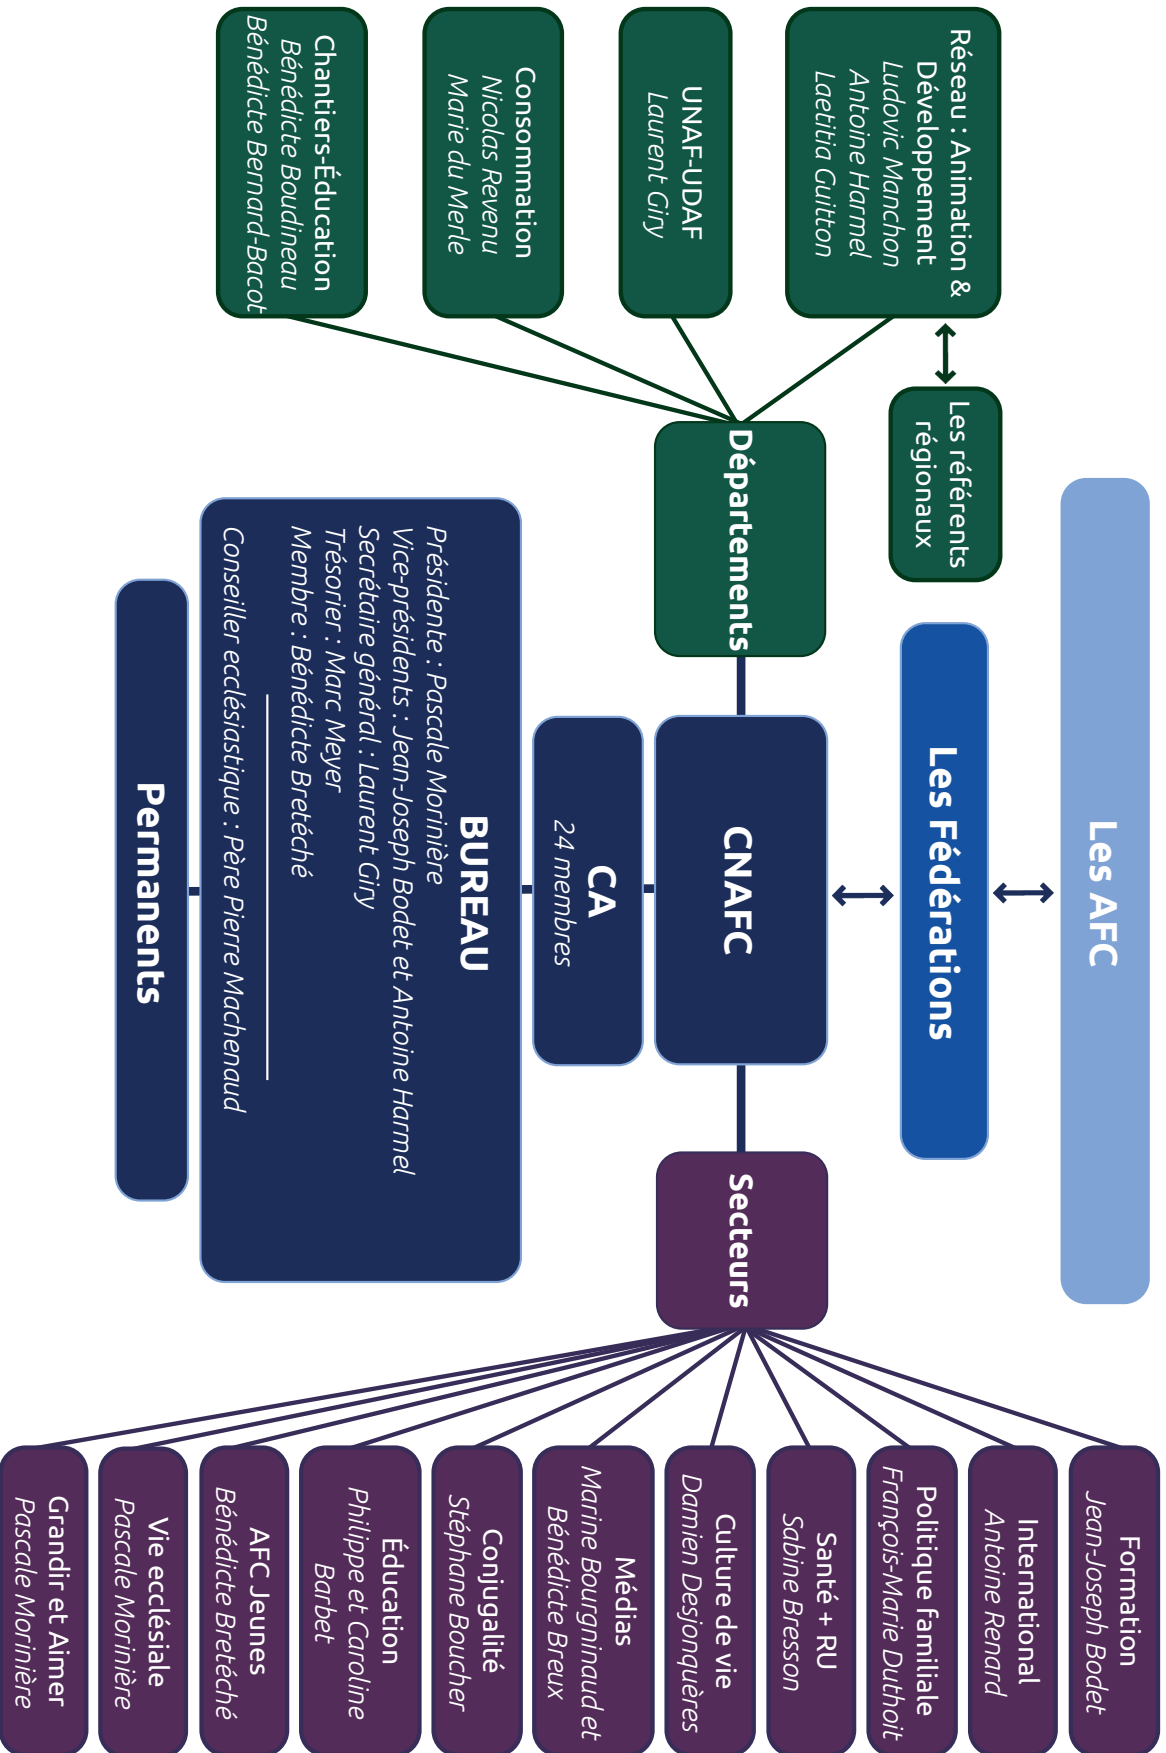 Les AFC
Les Fédérations
Réseau : Animation &
Développement
Ludovic Manchon
Antoine Harmel
Laetitia Guitton
Les référents
régionaux
UNAF-UDAF
Laurent Giry
Consommation
Nicolas Revenu
Marie du Merle
Chantiers-Éducation
Bénédicte Boudineau
Bénédicte Bernard-Bacot
Départements
CNAFC
Secteurs
CA
24 membres
BUREAU
Présidente : Pascale Morinière
Vice-présidents : Jean-Joseph Bodet et Antoine Harmel
Secrétaire général : Laurent Giry
Trésorier : Marc Meyer
Membre : Bénédicte Bretéché
Conseiller ecclésiastique : Père Pierre Machenaud
Permanents
Formation
Jean-Joseph Bodet
International
Antoine Renard
Politique familiale
François-Marie Duthoit
Santé + RU
Sabine Bresson
Culture de vie
Damien Desjonquères
Médias
Marine Bourgninaud et
Bénédicte Breux
Conjugalité
Stéphane Boucher
Éducation
Philippe et Caroline
Barbet
AFC Jeunes
Bénédicte Bretéché
Vie ecclésiale
Pascale Morinière
Grandir et Aimer
Pascale Morinière